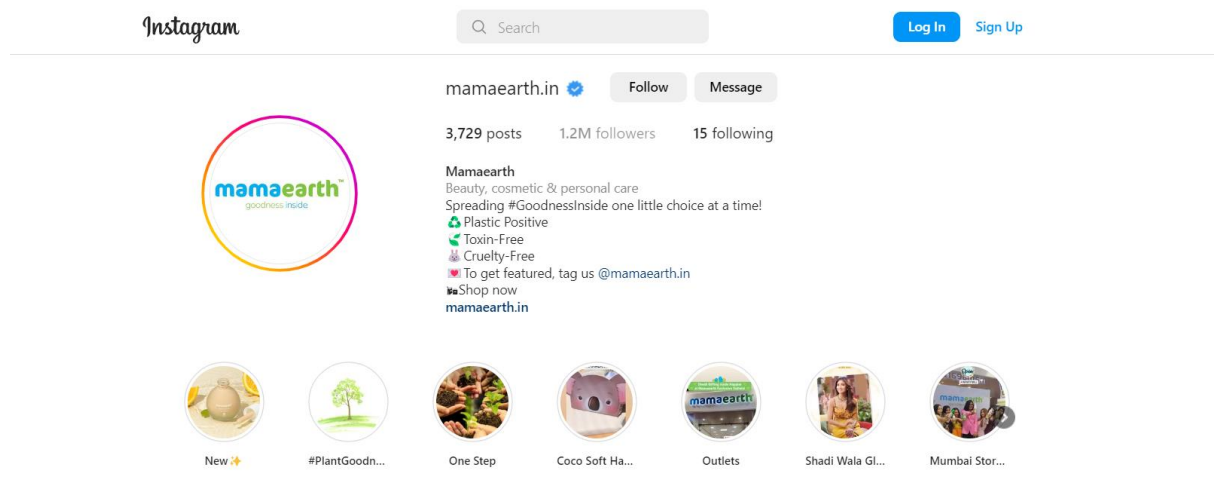 Instagram
Search
Log In
Sign Up
mamaearth.in
Follow
Message
3,729 posts
1.2M followers
15 following
mamaearth™
goodness inside
Mamaearth
Beauty, cosmetic & personal care
Spreading #GoodnessInside one little choice at a time!
♻️ Plastic Positive
🌿 Toxin-Free
🐰 Cruelty-Free
💌 To get featured, tag us @mamaearth.in
Shop now
mamaearth.in
mamaearth
mamaearth
New✨
#PlantGoodn...
One Step
Coco Soft Ha...
Outlets
Shadi Wala Gl...
Mumbai Stor...